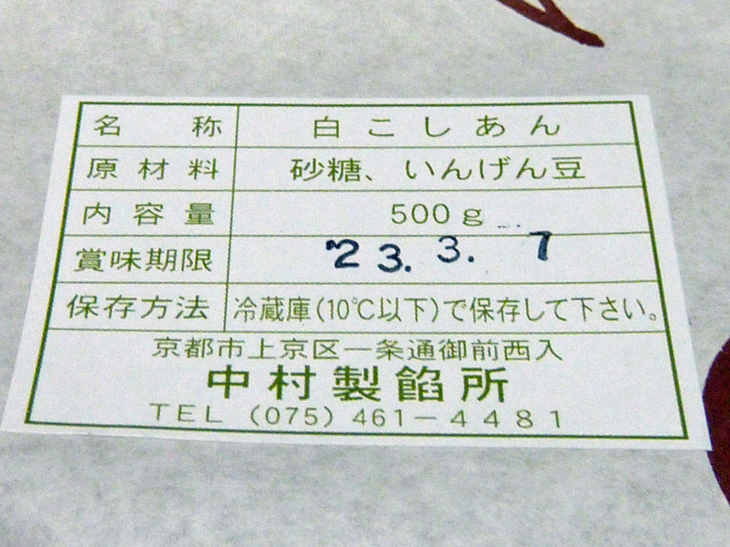 名称 白こしあん
原材料 砂糖、いんげん豆
内容量 500g
賞味期限 '23.3.7
保存方法 冷蔵庫(10℃以下)で保存して下さい。
京都市上京区一条通御前西入
中村製餡所
TEL (075) 461-4481